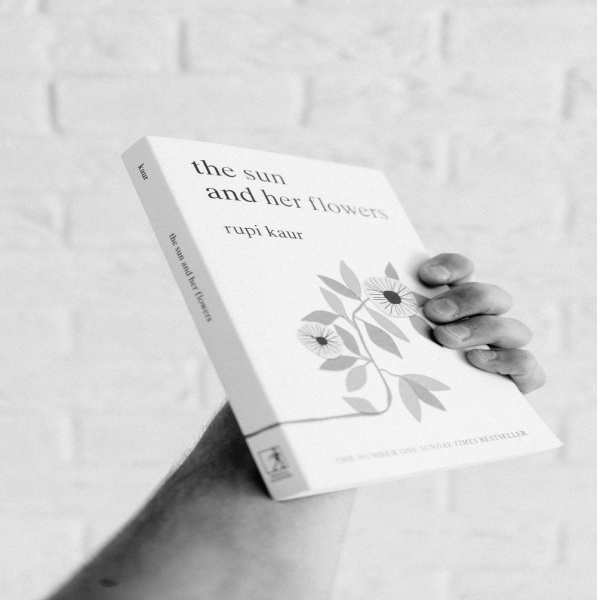 the sun
and her flowers
rupi kaur
THE NUMBER ONE SUNDAY TIMES BESTSELLER
kaur
the sun and her flowers